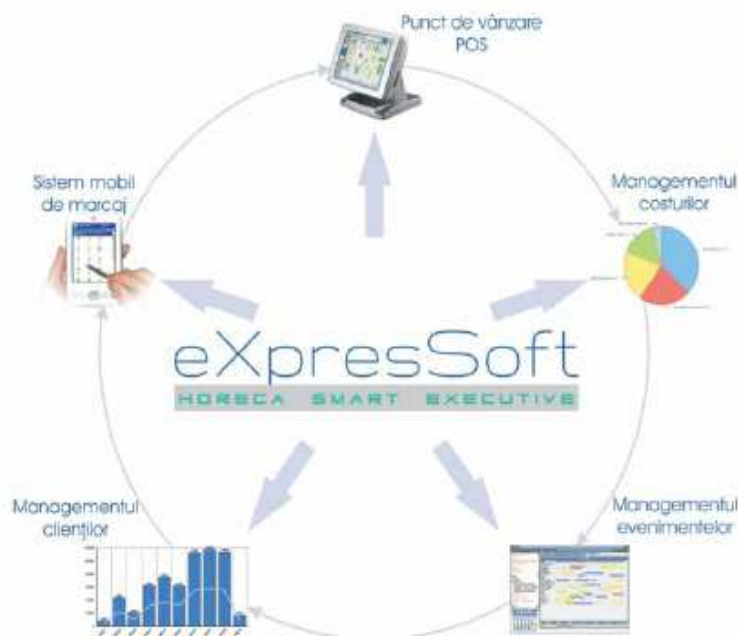 Punct de vânzare
POS
Sistem mobil
de marcaj
Managementul
costurilor
eXpresSoft
HORECA SMART EXECUTIVE
Managementul
clienților
Managementul
evenimentelor